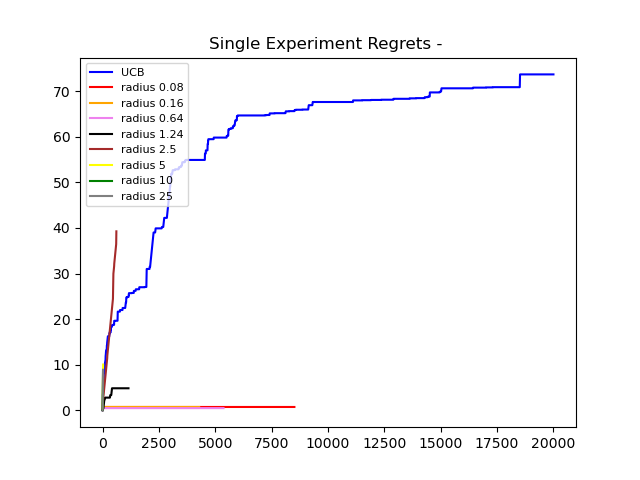 Single Experiment Regrets -
UCB
radius 0.08
radius 0.16
radius 0.64
radius 1.24
radius 2.5
radius 5
radius 10
radius 25
70
60
50
40
30
20
10
0
0 2500 5000 7500 10000 12500 15000 17500 20000